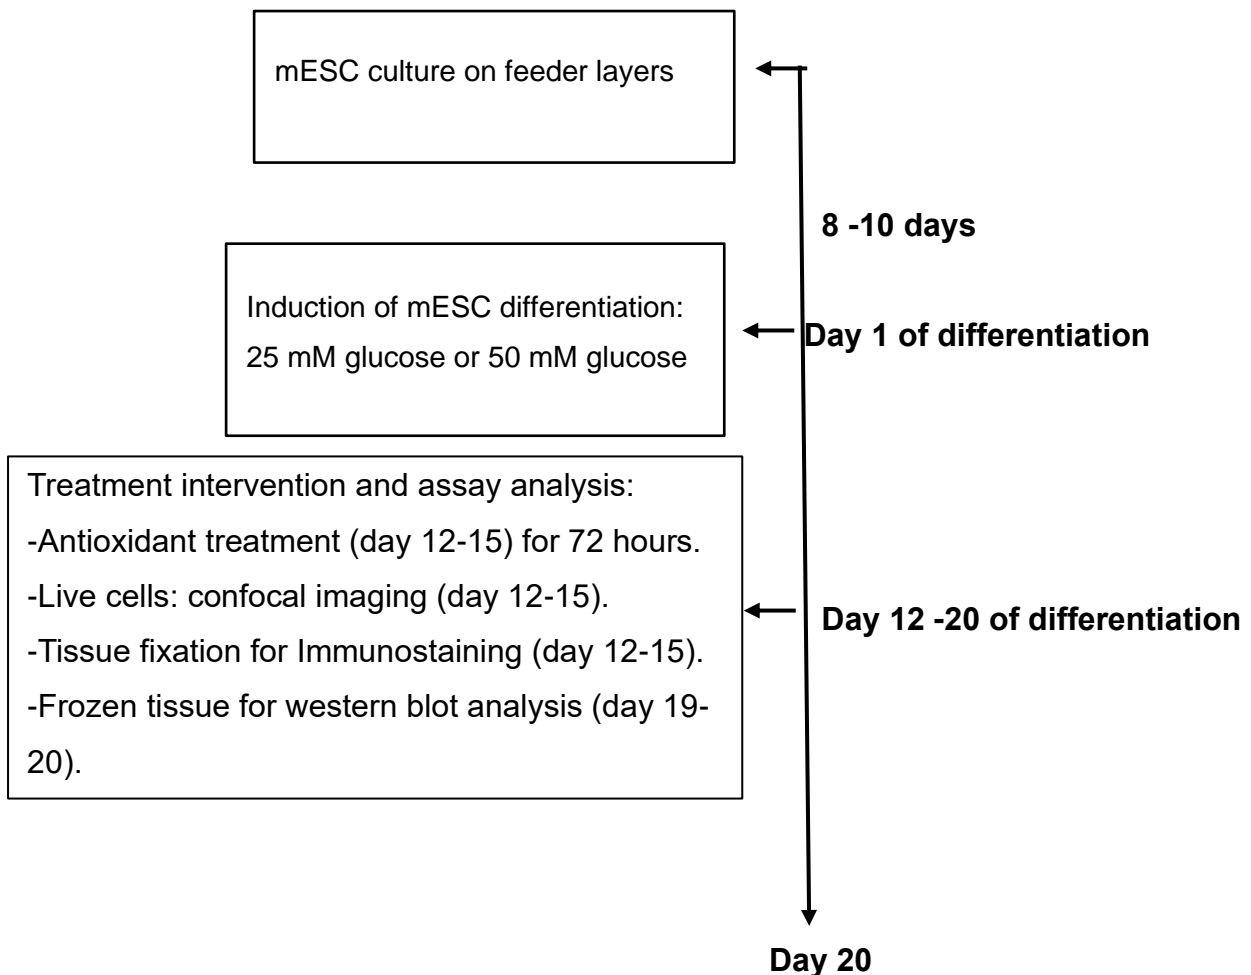 mESC culture on feeder layers
8 -10 days
Induction of mESC differentiation:
25 mM glucose or 50 mM glucose
Day 1 of differentiation
Treatment intervention and assay analysis:
-Antioxidant treatment (day 12-15) for 72 hours.
-Live cells: confocal imaging (day 12-15).
-Tissue fixation for Immunostaining (day 12-15).
-Frozen tissue for western blot analysis (day 19-
20).
Day 12 -20 of differentiation
Day 20